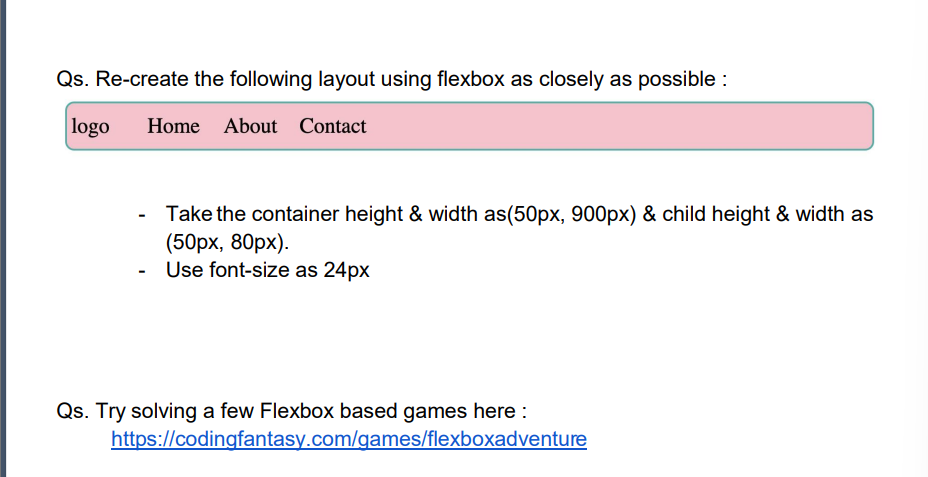 Qs. Re-create the following layout using flexbox as closely as possible :
logo Home About Contact
- Take the container height & width as(50px, 900px) & child height & width as
(50px, 80px).
- Use font-size as 24px
Qs. Try solving a few Flexbox based games here :
https://codingfantasy.com/games/flexboxadventure